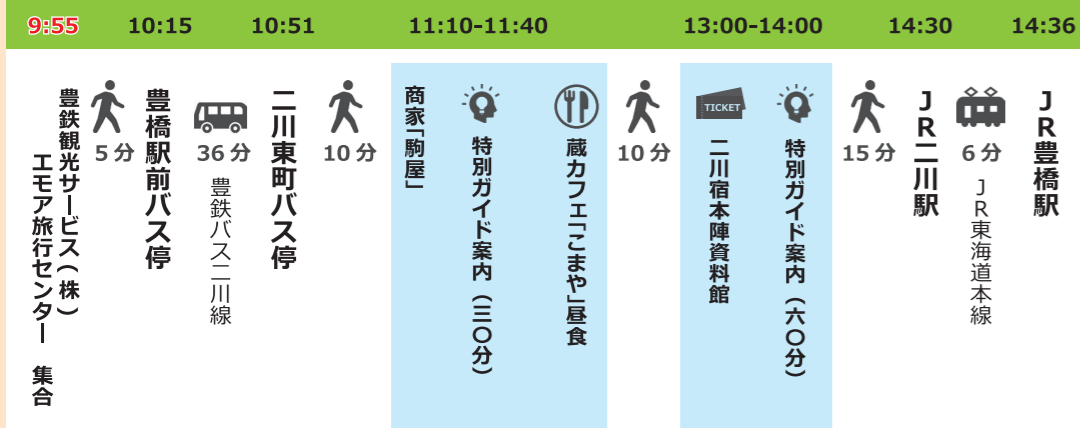 9:55
10:15
10:51
11:10-11:40
13:00-14:00
14:30
14:36
豊鉄観光サービス(株)
エモア旅行センター 集合
5分
豊橋駅前バス停
36分
豊鉄バス二川線
二川東町バス停
10分
商家「駒屋」
特別ガイド案内(三〇分)
蔵カフェ「こまや」昼食
10分
TICKET
二川宿本陣資料館
特別ガイド案内(六〇分)
15分
JR二川駅
6分
JR東海道本線
JR豊橋駅